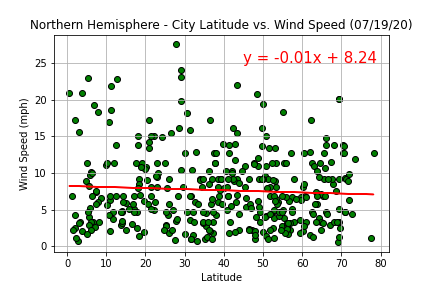 Northern Hemisphere - City Latitude vs. Wind Speed (07/19/20)
y = -0.01x + 8.24
25
20
15
10
5
0
Wind Speed (mph)
0 10 20 30 40 50 60 70 80
Latitude